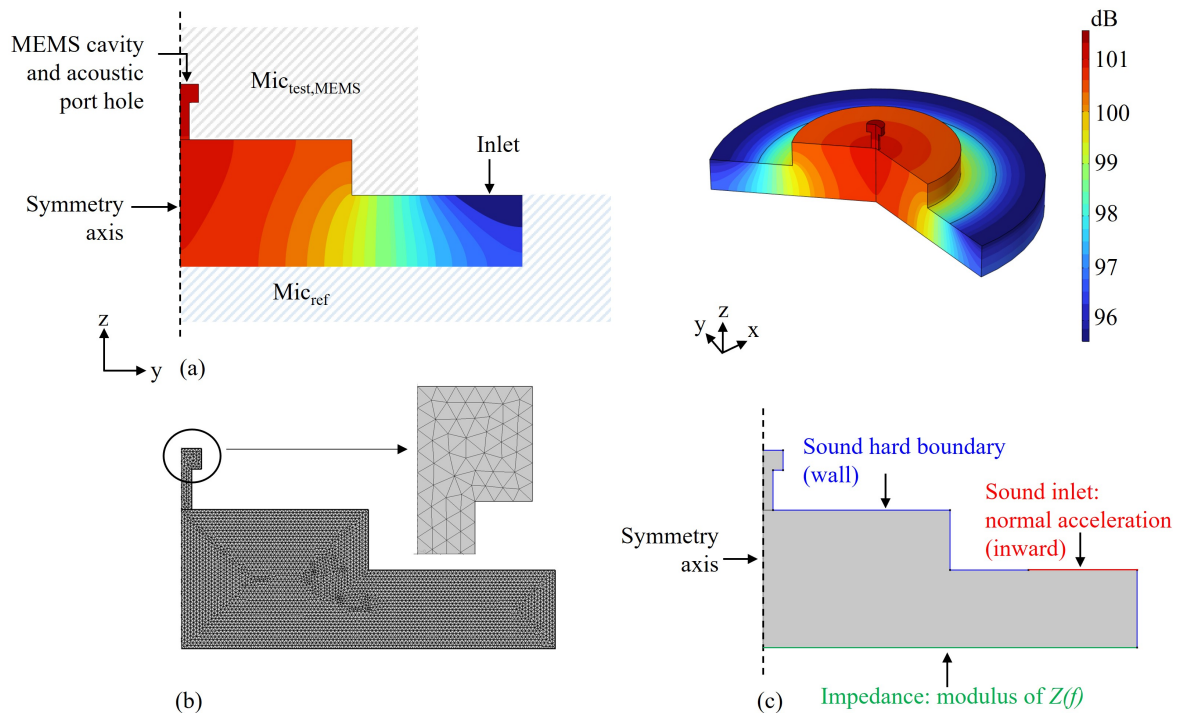 MEMS cavity
and acoustic
port hole
Mic_test,MEMS
Inlet
Symmetry
axis
Mic_ref
z
y
(a)
dB
101
100
99
98
97
96
y
z
x
(b)
Sound hard boundary
(wall)
Sound inlet:
normal acceleration
(inward)
Symmetry
axis
(c)
Impedance: modulus of Z(f)